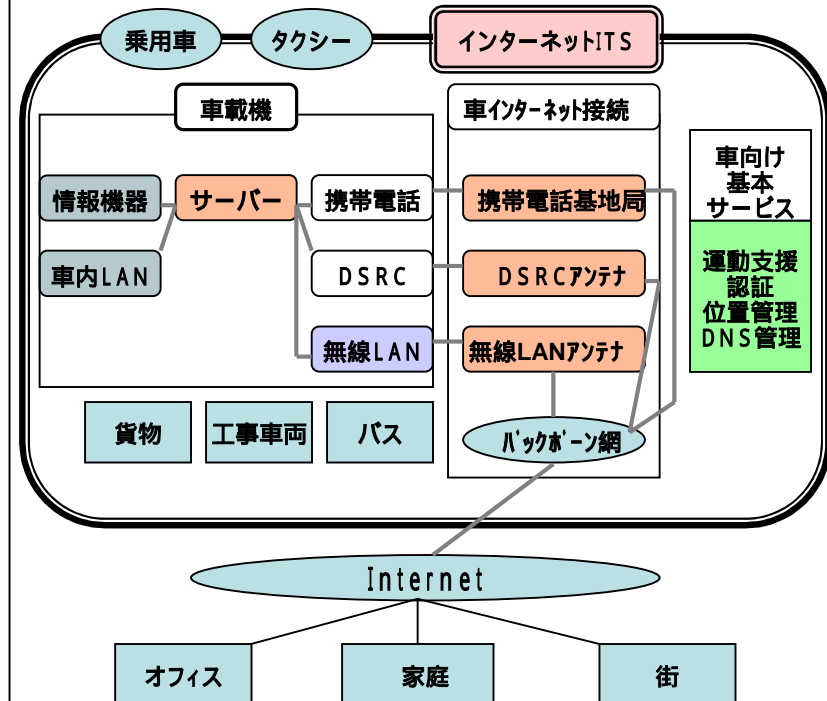 乗用車
タクシー
インターネットITS
車載機
車インターネット接続
情報機器
サーバー
携帯電話
携帯電話基地局
車内LAN
DSRC
DSRCアンテナ
無線LAN
無線LANアンテナ
車向け
基本
サービス
運動支援
認証
位置管理
DNS管理
貨物
工事車両
バス
バックボーン網
Internet
オフィス
家庭
街